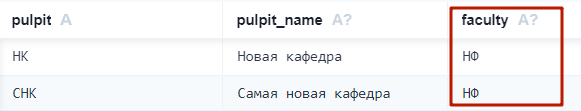 pulpit A pulpit_name A? faculty A?
НК Новая кафедра НФ
СНК Самая новая кафедра НФ